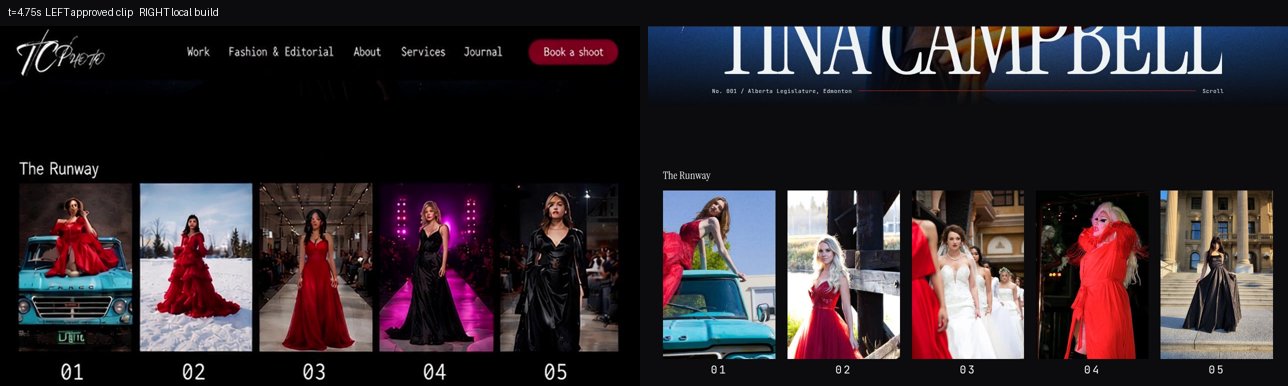 t=4.75s LEFT approved clip RIGHT local build
TCPhoto
Work Fashion & Editorial About Services Journal Book a shoot
TINA CAMPBELL
No. 001 / Alberta Legislature, Edmonton Scroll
The Runway
01 02 03 04 05
The Runway
01 02 03 04 05